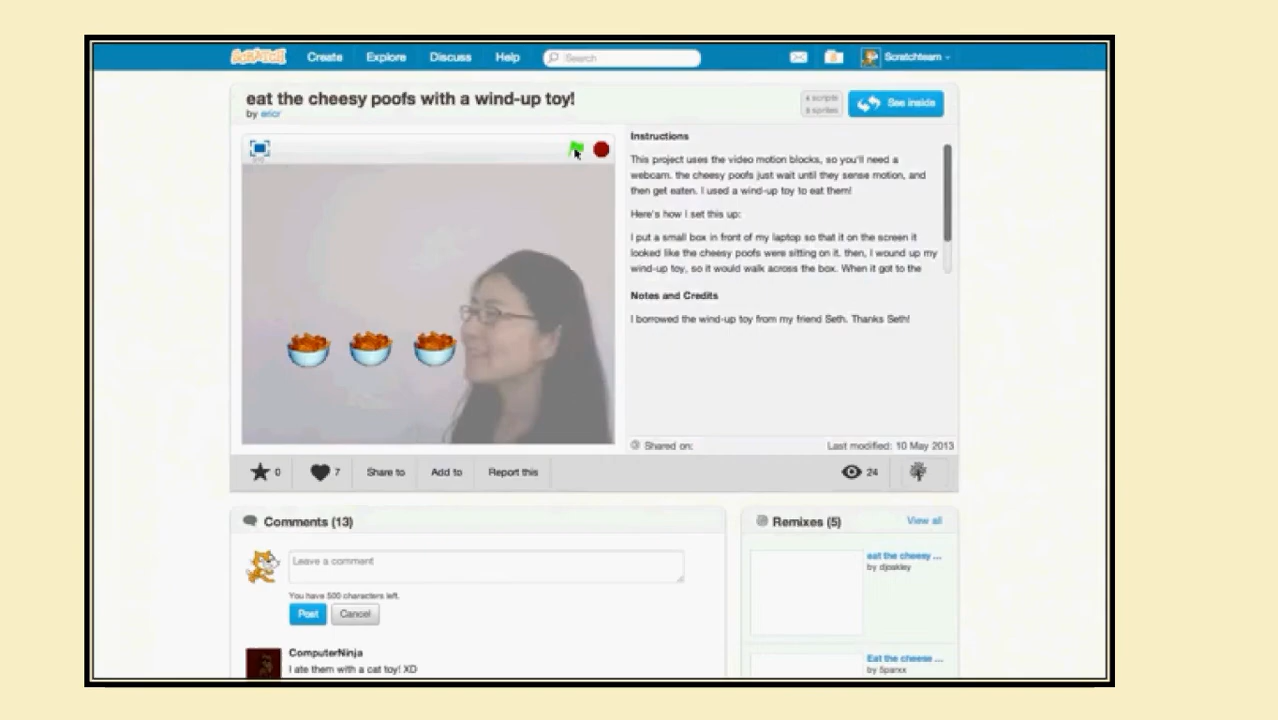 SCRATCH Create Explore Discuss Help Search Scratchteam
eat the cheesy poofs with a wind-up toy!
by ericr
4 scripts
See inside
sprites
Instructions
This project uses the video motion blocks, so you'll need a
webcam. the cheesy poofs just wait until they sense motion, and
then get eaten. I used a wind-up toy to eat them!
Here's how I set this up:
I put a small box in front of my laptop so that it on the screen it
looked like the cheesy poofs were sitting on it. then, I wound up my
wind-up toy, so it would walk across the box. When it got to the
Notes and Credits
I borrowed the wind-up toy from my friend Seth. Thanks Seth!
Shared on: Last modified: 10 May 2013
0 7 Share to Add to Report this 24
Comments (13)
Leave a comment
You have 500 characters left.
Post Cancel
ComputerNinja
I ate them with a cat toy! XD
Remixes (5) View all
eat the cheesy ...
by djoskley
Eat the cheese ...
by Sparxx